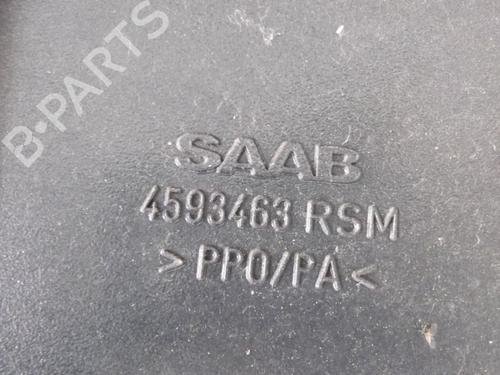 B-PARTS
SAAB
4593463 RSM
> PPO/PA <